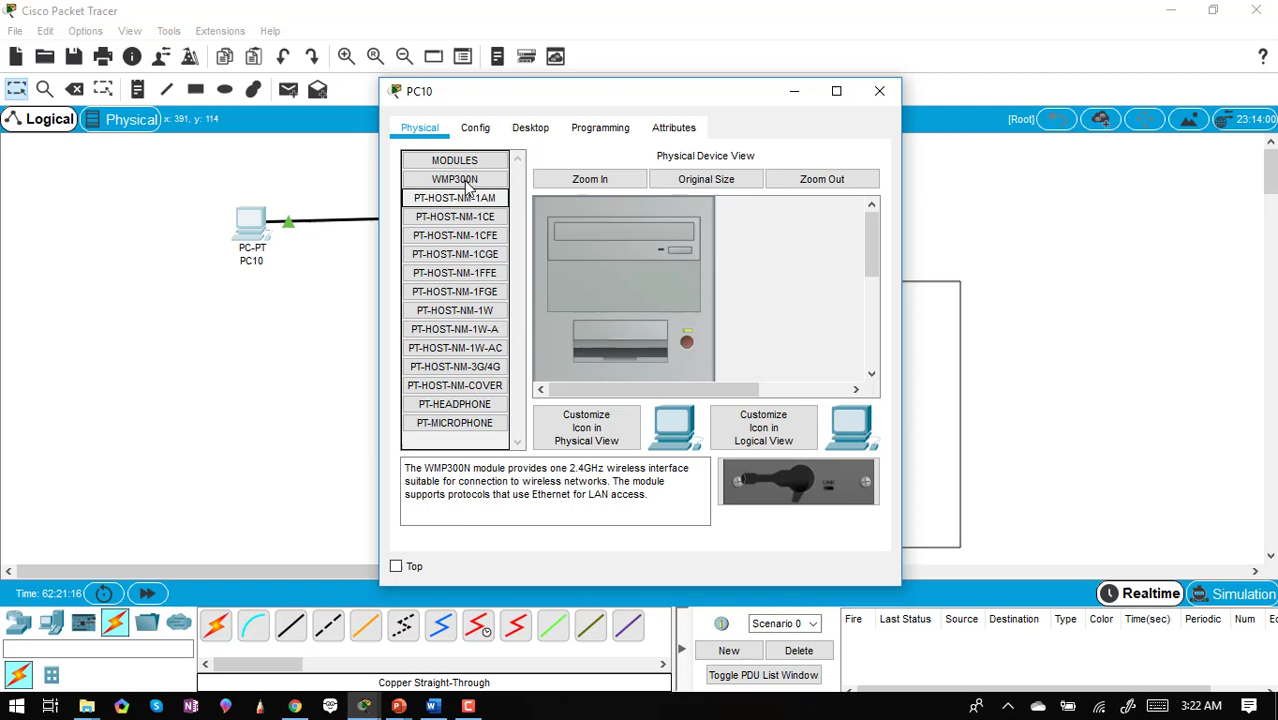 Cisco Packet Tracer
File Edit Options View Tools Extensions Help
?
Logical Physical x: 391, y: 114 [Root] 23:14:00
PC10
Physical Config Desktop Programming Attributes
MODULES
WMP300N
PT-HOST-NM-1AM
PT-HOST-NM-1CE
PT-HOST-NM-1CFE
PT-HOST-NM-1CGE
PT-HOST-NM-1FFE
PT-HOST-NM-1FGE
PT-HOST-NM-1W
PT-HOST-NM-1W-A
PT-HOST-NM-1W-AC
PT-HOST-NM-3G/4G
PT-HOST-NM-COVER
PT-HEADPHONE
PT-MICROPHONE
Physical Device View
Zoom In Original Size Zoom Out
PC-PT
PC10
Customize
Icon in
Physical View
Customize
Icon in
Logical View
The WMP300N module provides one 2.4GHz wireless interface
suitable for connection to wireless networks. The module
supports protocols that use Ethernet for LAN access.
Top
Time: 62:21:16 Realtime Simulation
Scenario 0
New Delete
Toggle PDU List Window
Fire Last Status Source Destination Type Color Time(sec) Periodic Num
Copper Straight-Through
3:22 AM